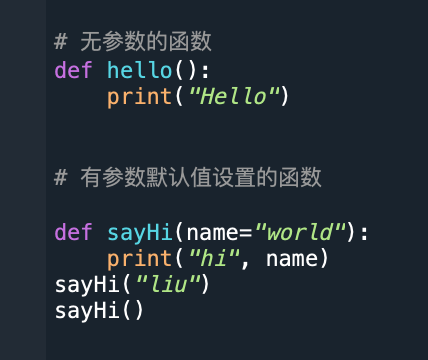 # 无参数的函数
def hello():
    print("Hello")
# 有参数默认值设置的函数
def sayHi(name="world"):
    print("hi", name)
sayHi("liu")
sayHi()